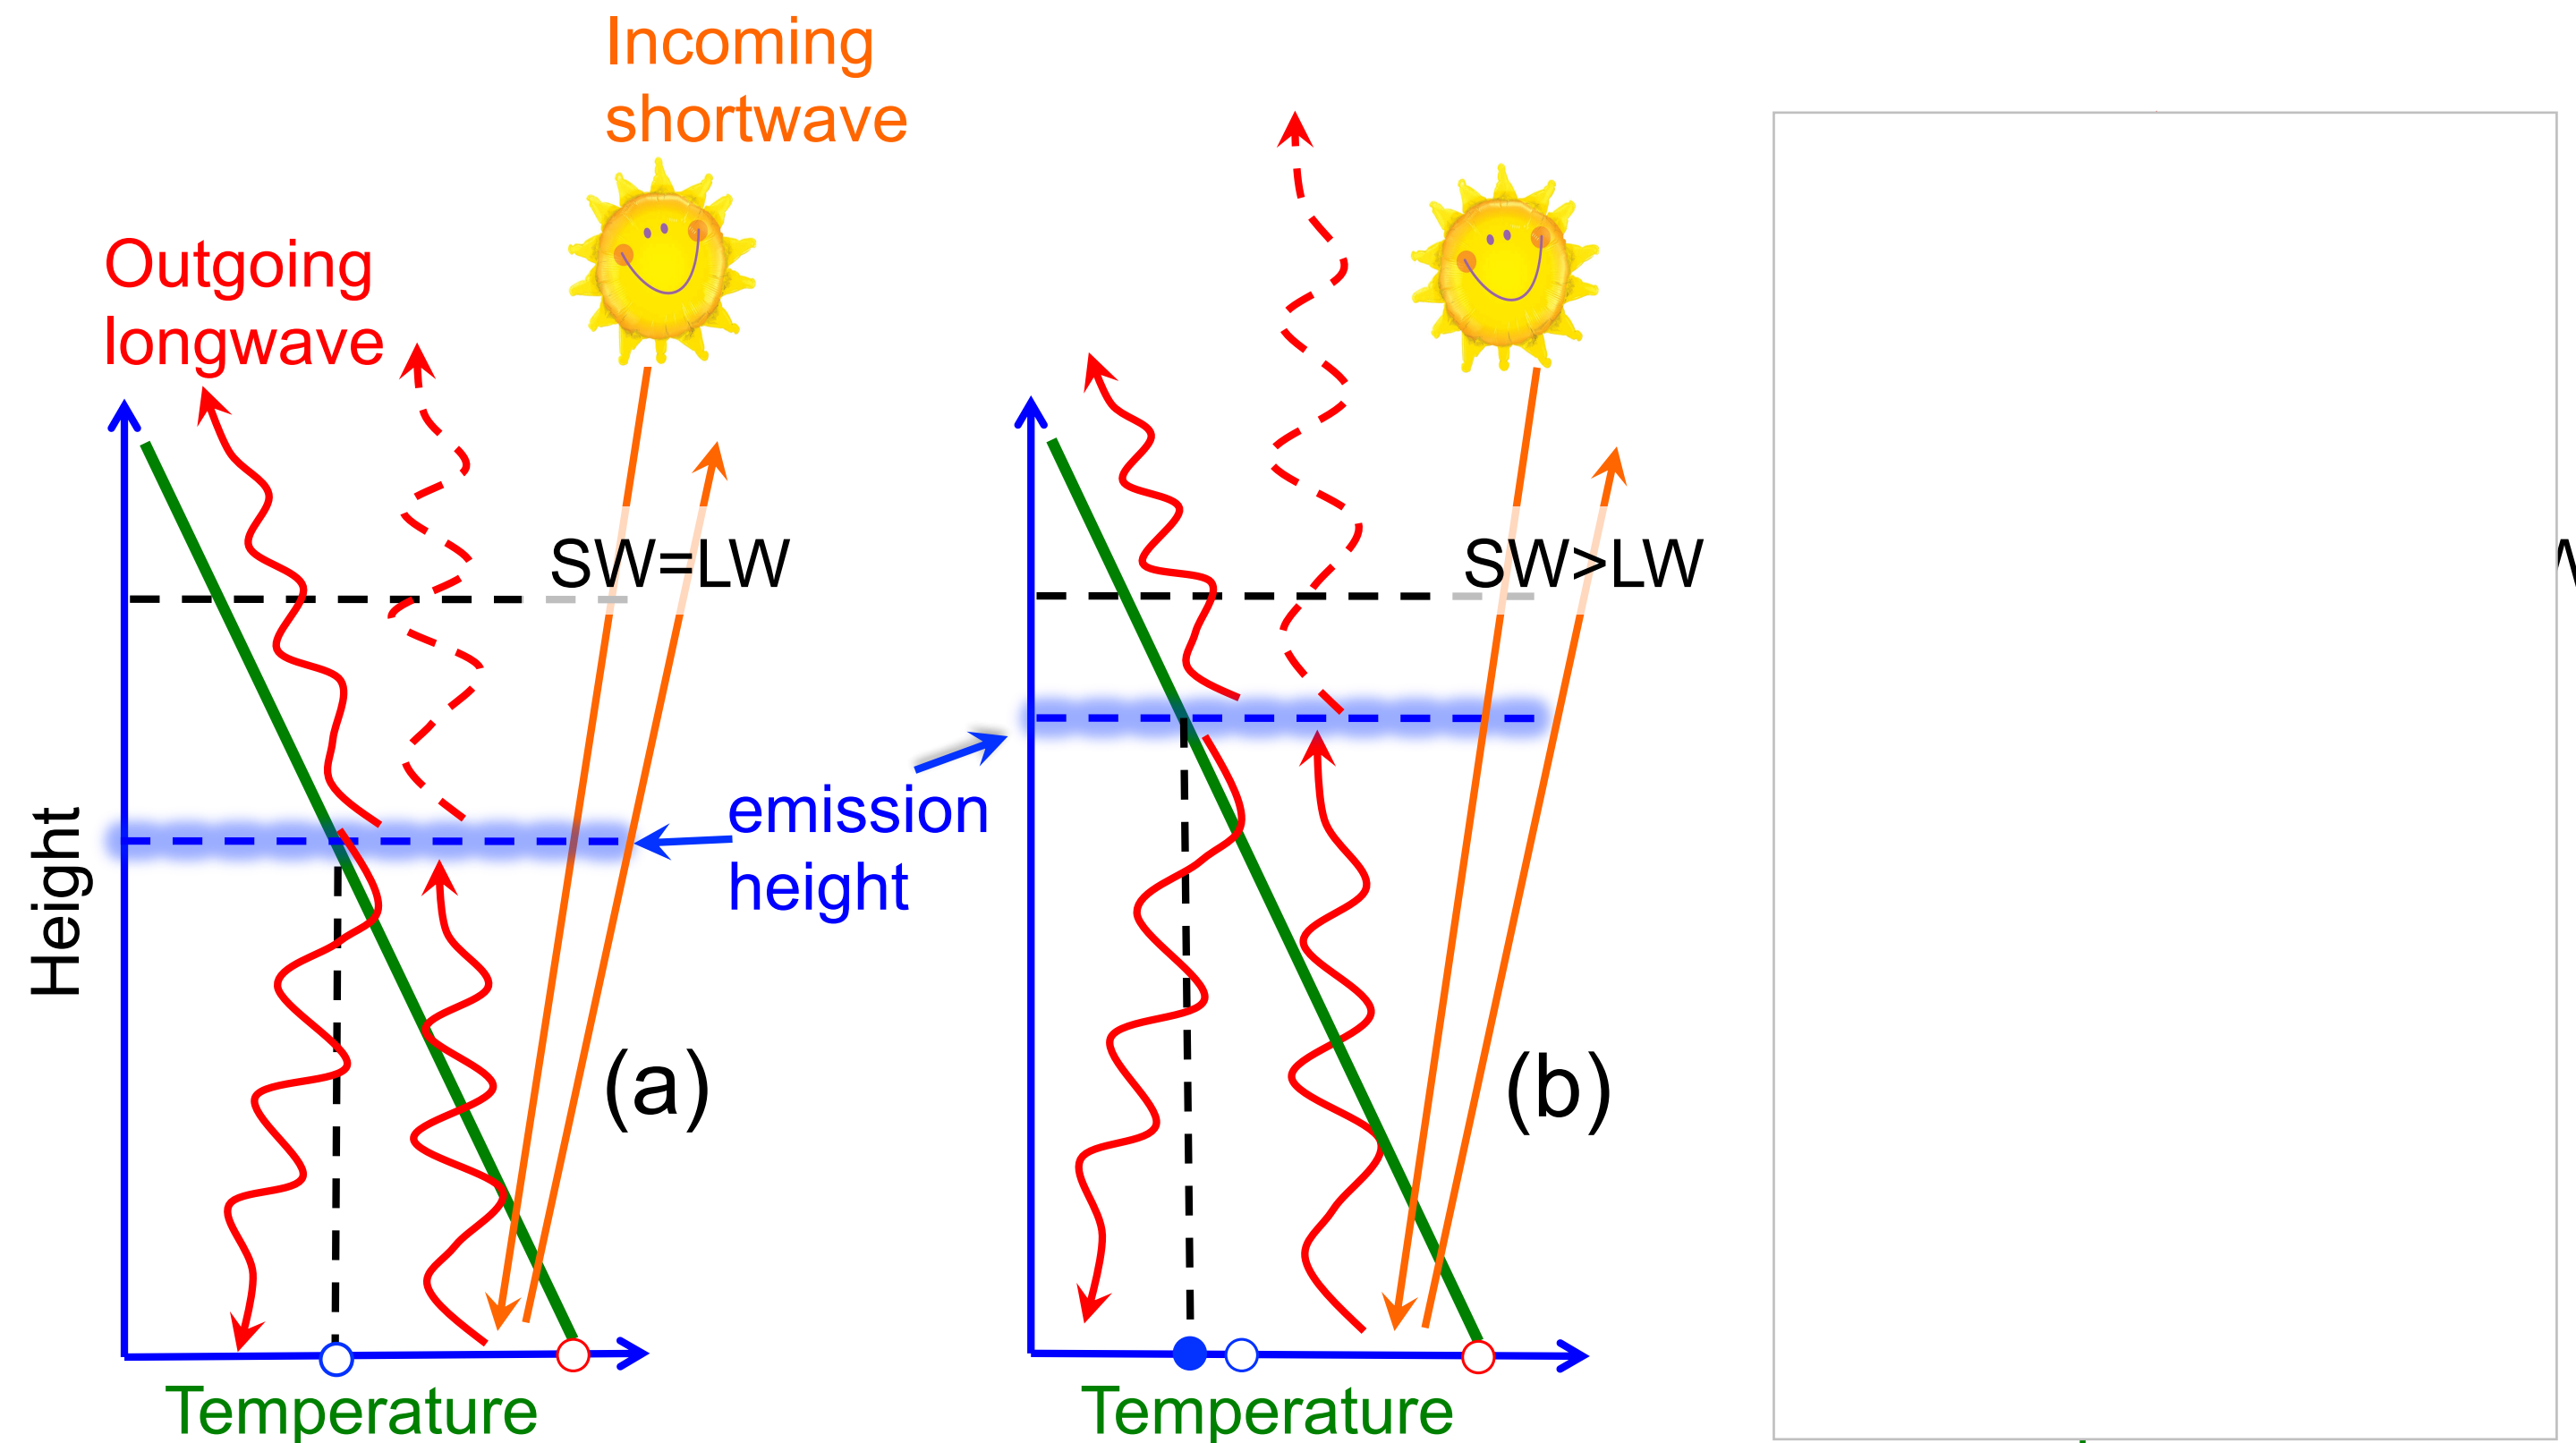 Incoming
shortwave
Outgoing
longwave
SW=LW
SW>LW
emission
height
Height
(a)
(b)
Temperature
Temperature